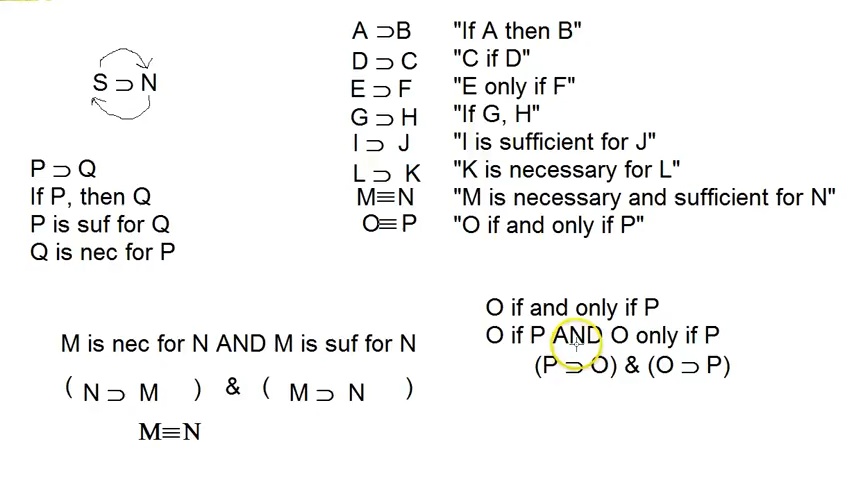 S ⊃ N
P ⊃ Q
If P, then Q
P is suf for Q
Q is nec for P
A ⊃B "If A then B"
D ⊃ C "C if D"
E ⊃ F "E only if F"
G ⊃ H "If G, H"
I ⊃ J "I is sufficient for J"
L ⊃ K "K is necessary for L"
M≡N "M is necessary and sufficient for N"
O≡P "O if and only if P"
M is nec for N AND M is suf for N
( N ⊃ M ) & ( M ⊃ N )
M≡N
O if and only if P
O if P AND O only if P
(P ⊃ O) & (O ⊃ P)